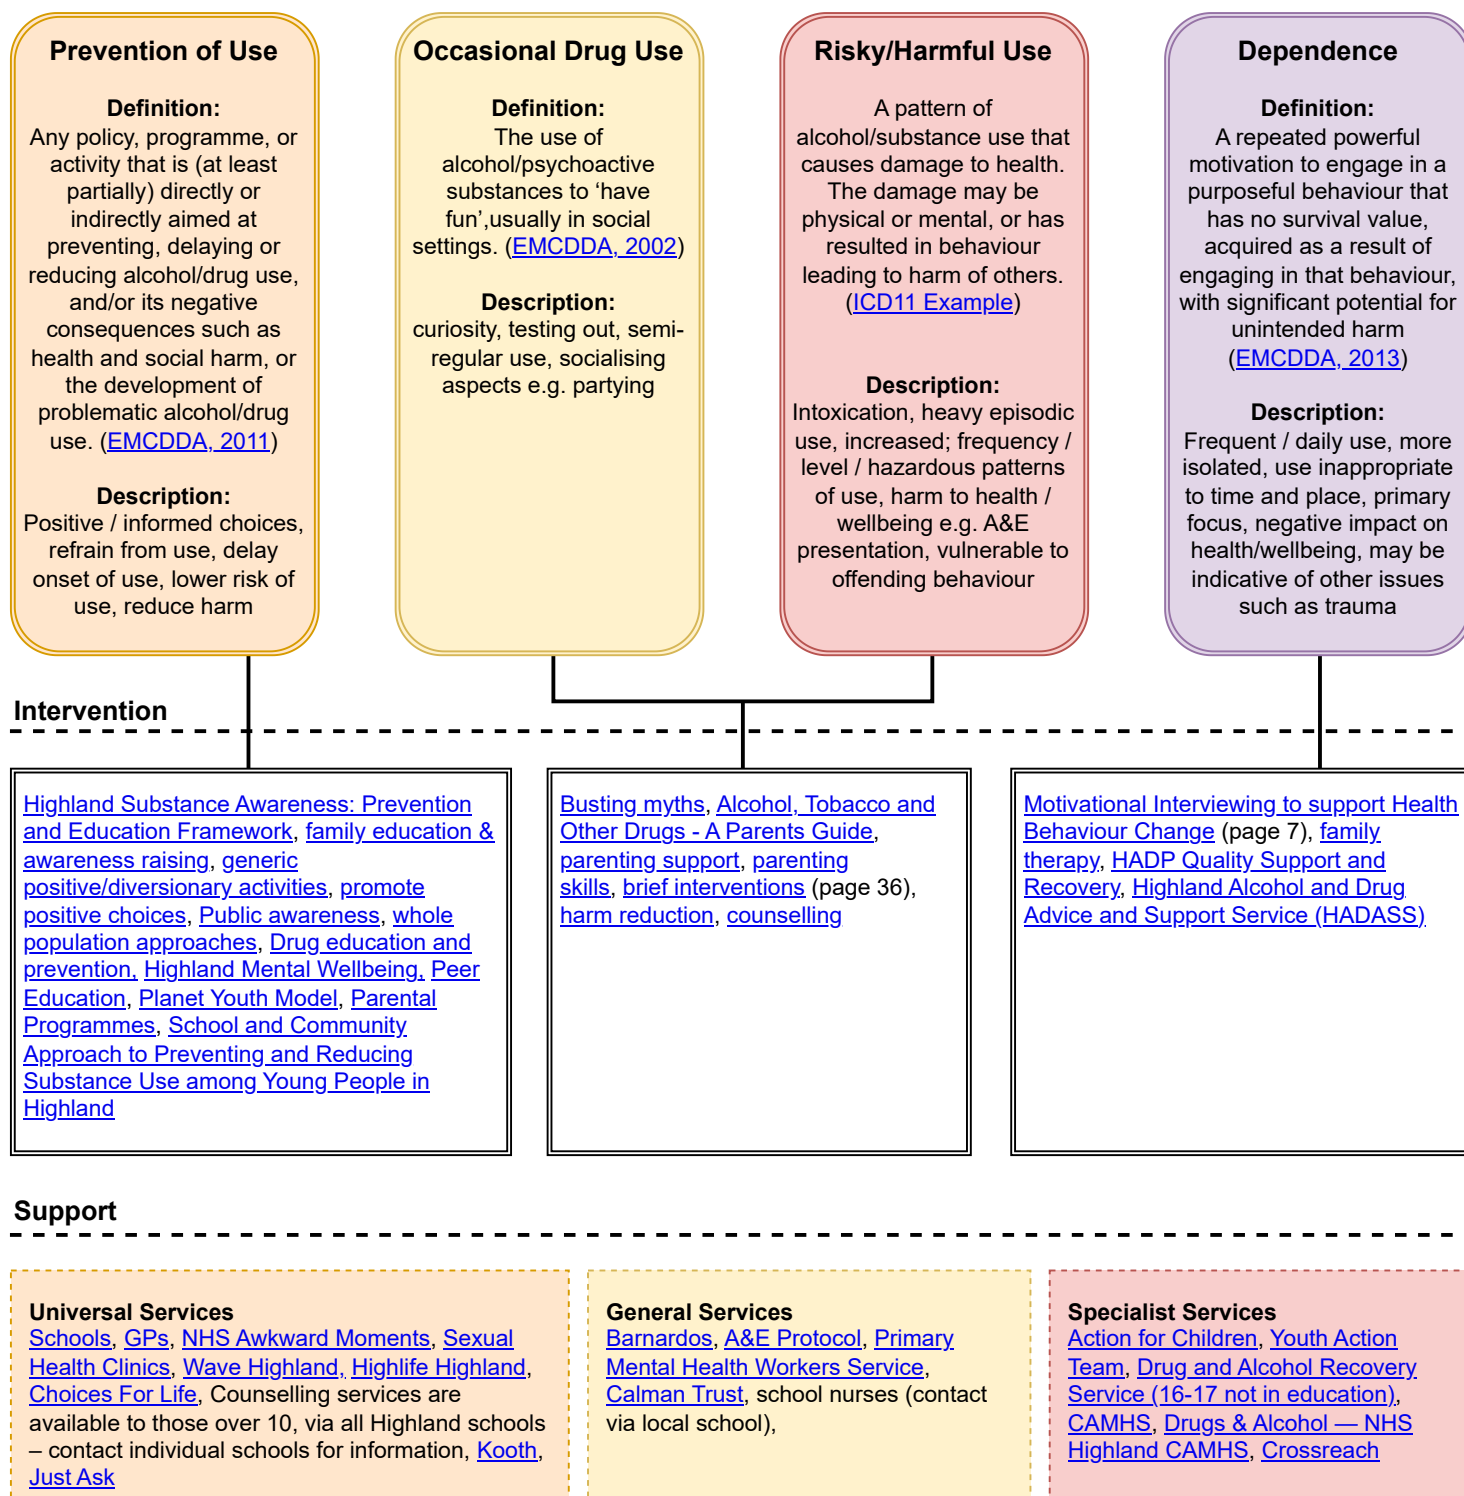 Prevention of Use
Definition:
Any policy, programme, or
activity that is (at least
partially) directly or
indirectly aimed at
preventing, delaying or
reducing alcohol/drug use,
and/or its negative
consequences such as
health and social harm, or
the development of
problematic alcohol/drug
use. (EMCDDA, 2011)
Description:
Positive / informed choices,
refrain from use, delay
onset of use, lower risk of
use, reduce harm
Occasional Drug Use
Definition:
The use of
alcohol/psychoactive
substances to ‘have
fun’,usually in social
settings. (EMCDDA, 2002)
Description:
curiosity, testing out, semi-
regular use, socialising
aspects e.g. partying
Risky/Harmful Use
A pattern of
alcohol/substance use that
causes damage to health.
The damage may be
physical or mental, or has
resulted in behaviour
leading to harm of others.
(ICD11 Example)
Description:
Intoxication, heavy episodic
use, increased; frequency /
level / hazardous patterns
of use, harm to health /
wellbeing e.g. A&E
presentation, vulnerable to
offending behaviour
Dependence
Definition:
A repeated powerful
motivation to engage in a
purposeful behaviour that
has no survival value,
acquired as a result of
engaging in that behaviour,
with significant potential for
unintended harm
(EMCDDA, 2013)
Description:
Frequent / daily use, more
isolated, use inappropriate
to time and place, primary
focus, negative impact on
health/wellbeing, may be
indicative of other issues
such as trauma
Intervention
Highland Substance Awareness: Prevention
and Education Framework, family education &
awareness raising, generic
positive/diversionary activities, promote
positive choices, Public awareness, whole
population approaches, Drug education and
prevention, Highland Mental Wellbeing, Peer
Education, Planet Youth Model, Parental
Programmes, School and Community
Approach to Preventing and Reducing
Substance Use among Young People in
Highland
Busting myths, Alcohol, Tobacco and
Other Drugs - A Parents Guide,
parenting support, parenting
skills, brief interventions (page 36),
harm reduction, counselling
Motivational Interviewing to support Health
Behaviour Change (page 7), family
therapy, HADP Quality Support and
Recovery, Highland Alcohol and Drug
Advice and Support Service (HADASS)
Support
Universal Services
Schools, GPs, NHS Awkward Moments, Sexual
Health Clinics, Wave Highland, Highlife Highland,
Choices For Life, Counselling services are
available to those over 10, via all Highland schools
– contact individual schools for information, Kooth,
Just Ask
General Services
Barnardos, A&E Protocol, Primary
Mental Health Workers Service,
Calman Trust, school nurses (contact
via local school),
Specialist Services
Action for Children, Youth Action
Team, Drug and Alcohol Recovery
Service (16-17 not in education),
CAMHS, Drugs & Alcohol — NHS
Highland CAMHS, Crossreach